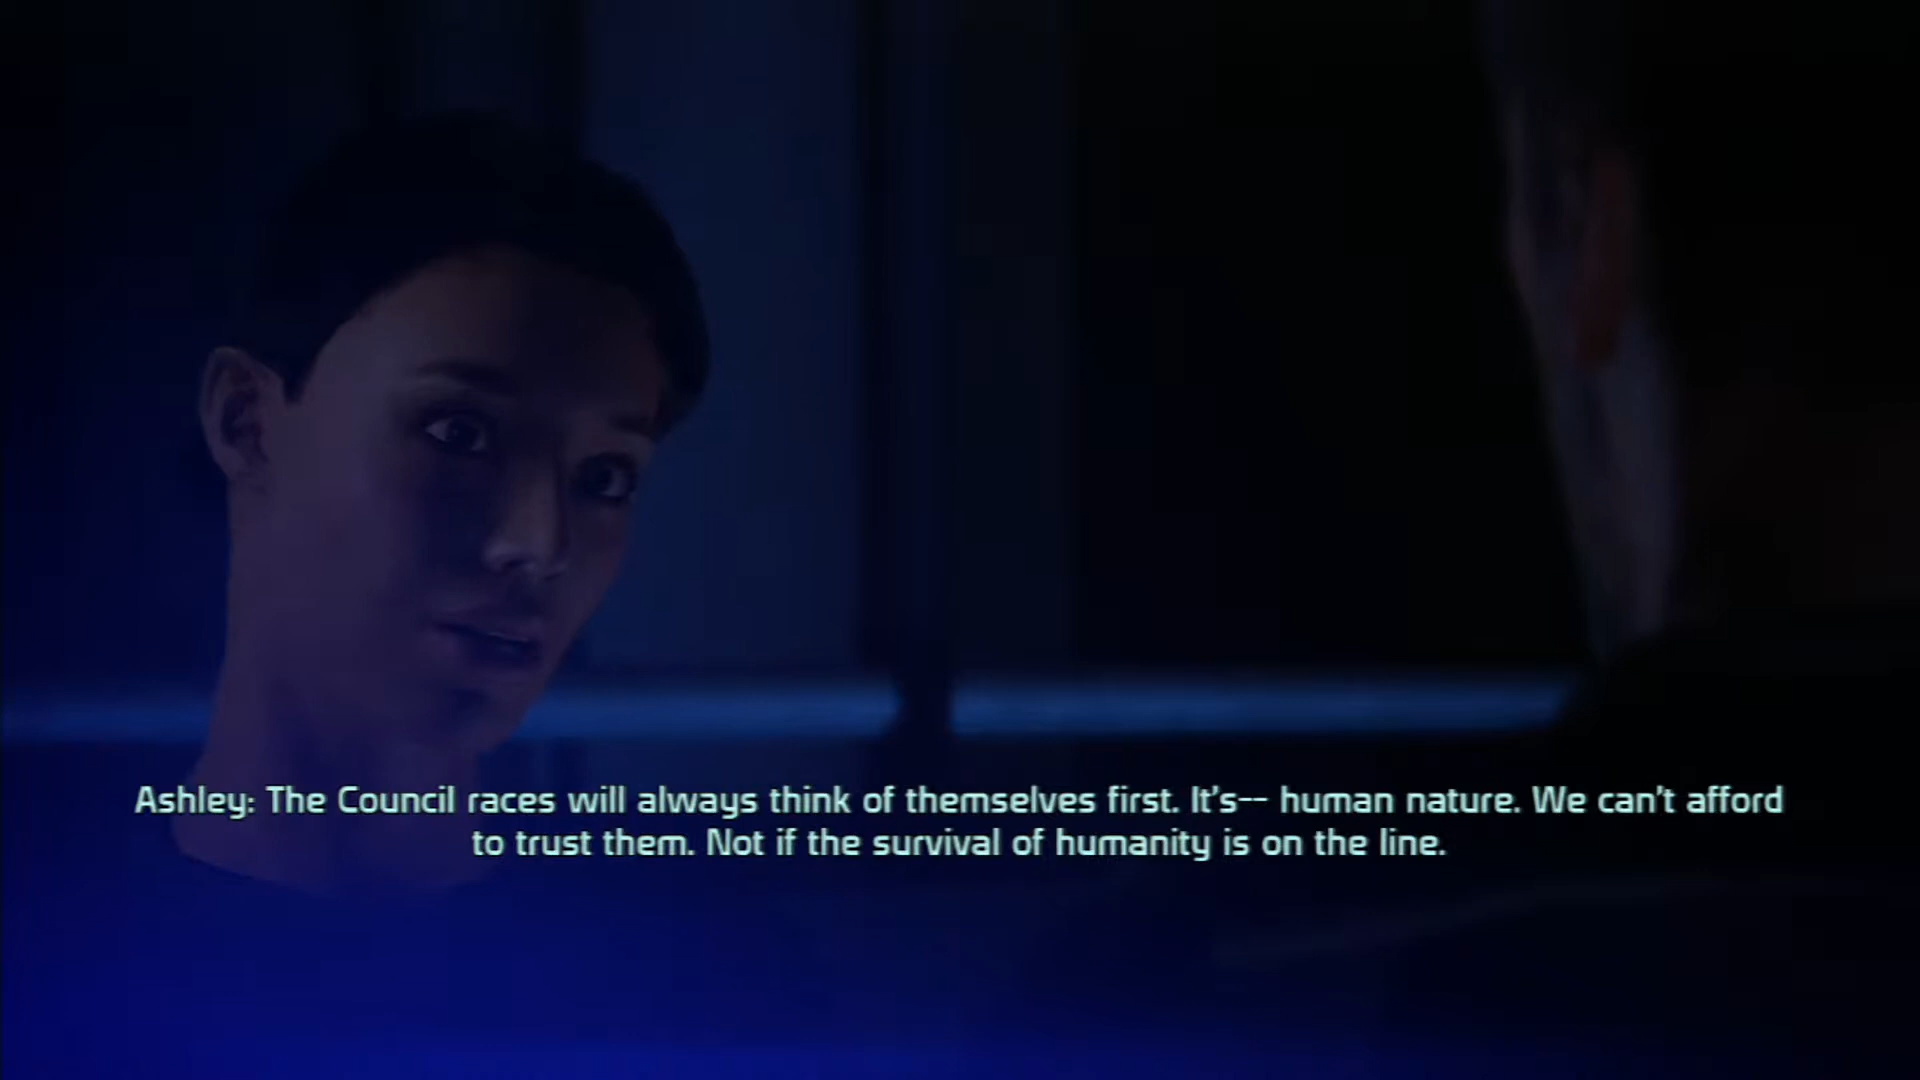 Ashley: The Council races will always think of themselves first. It's-- human nature. We can't afford
to trust them. Not if the survival of humanity is on the line.